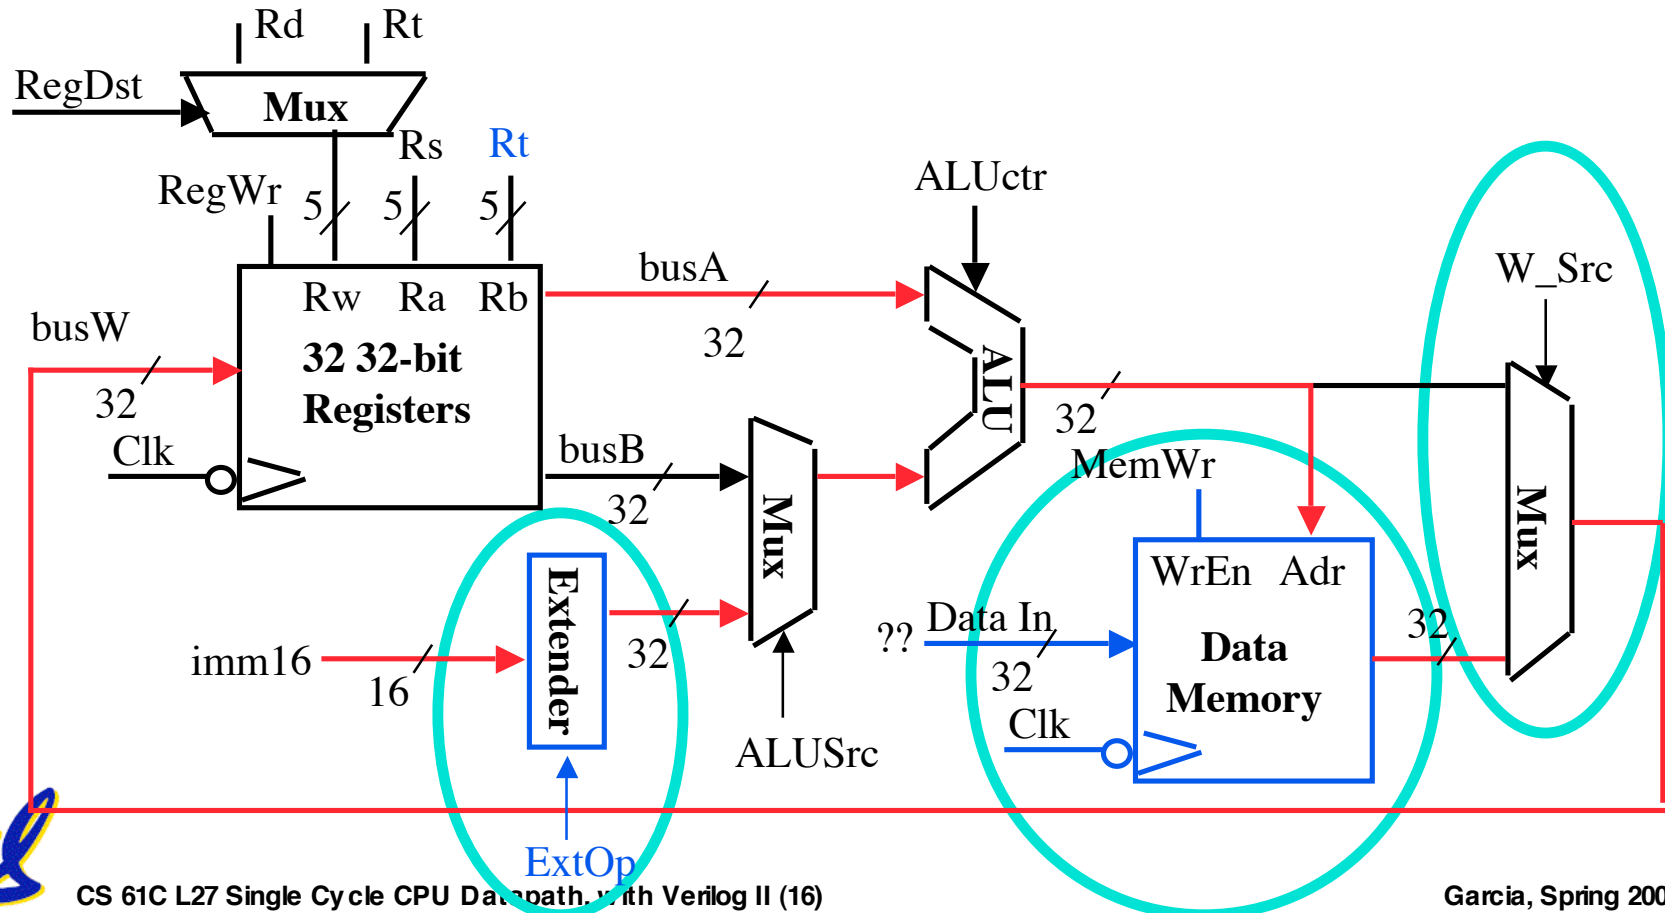 Rd Rt
RegDst
Mux
Rs Rt
RegWr 5 5 5
ALUctr
busA
32
W_Src
Rw Ra Rb
busW
32
32 32-bit
Registers
ALU
32
Clk
busB
32
Mux
MemWr
Mux
Extender
WrEn Adr
Data In
??
32
32
imm16
16
32
Data
Memory
Clk
ALUSrc
ExtOp
CS 61C L27 Single Cycle CPU Datapath, with Verilog II (16)
Garcia, Spring 200